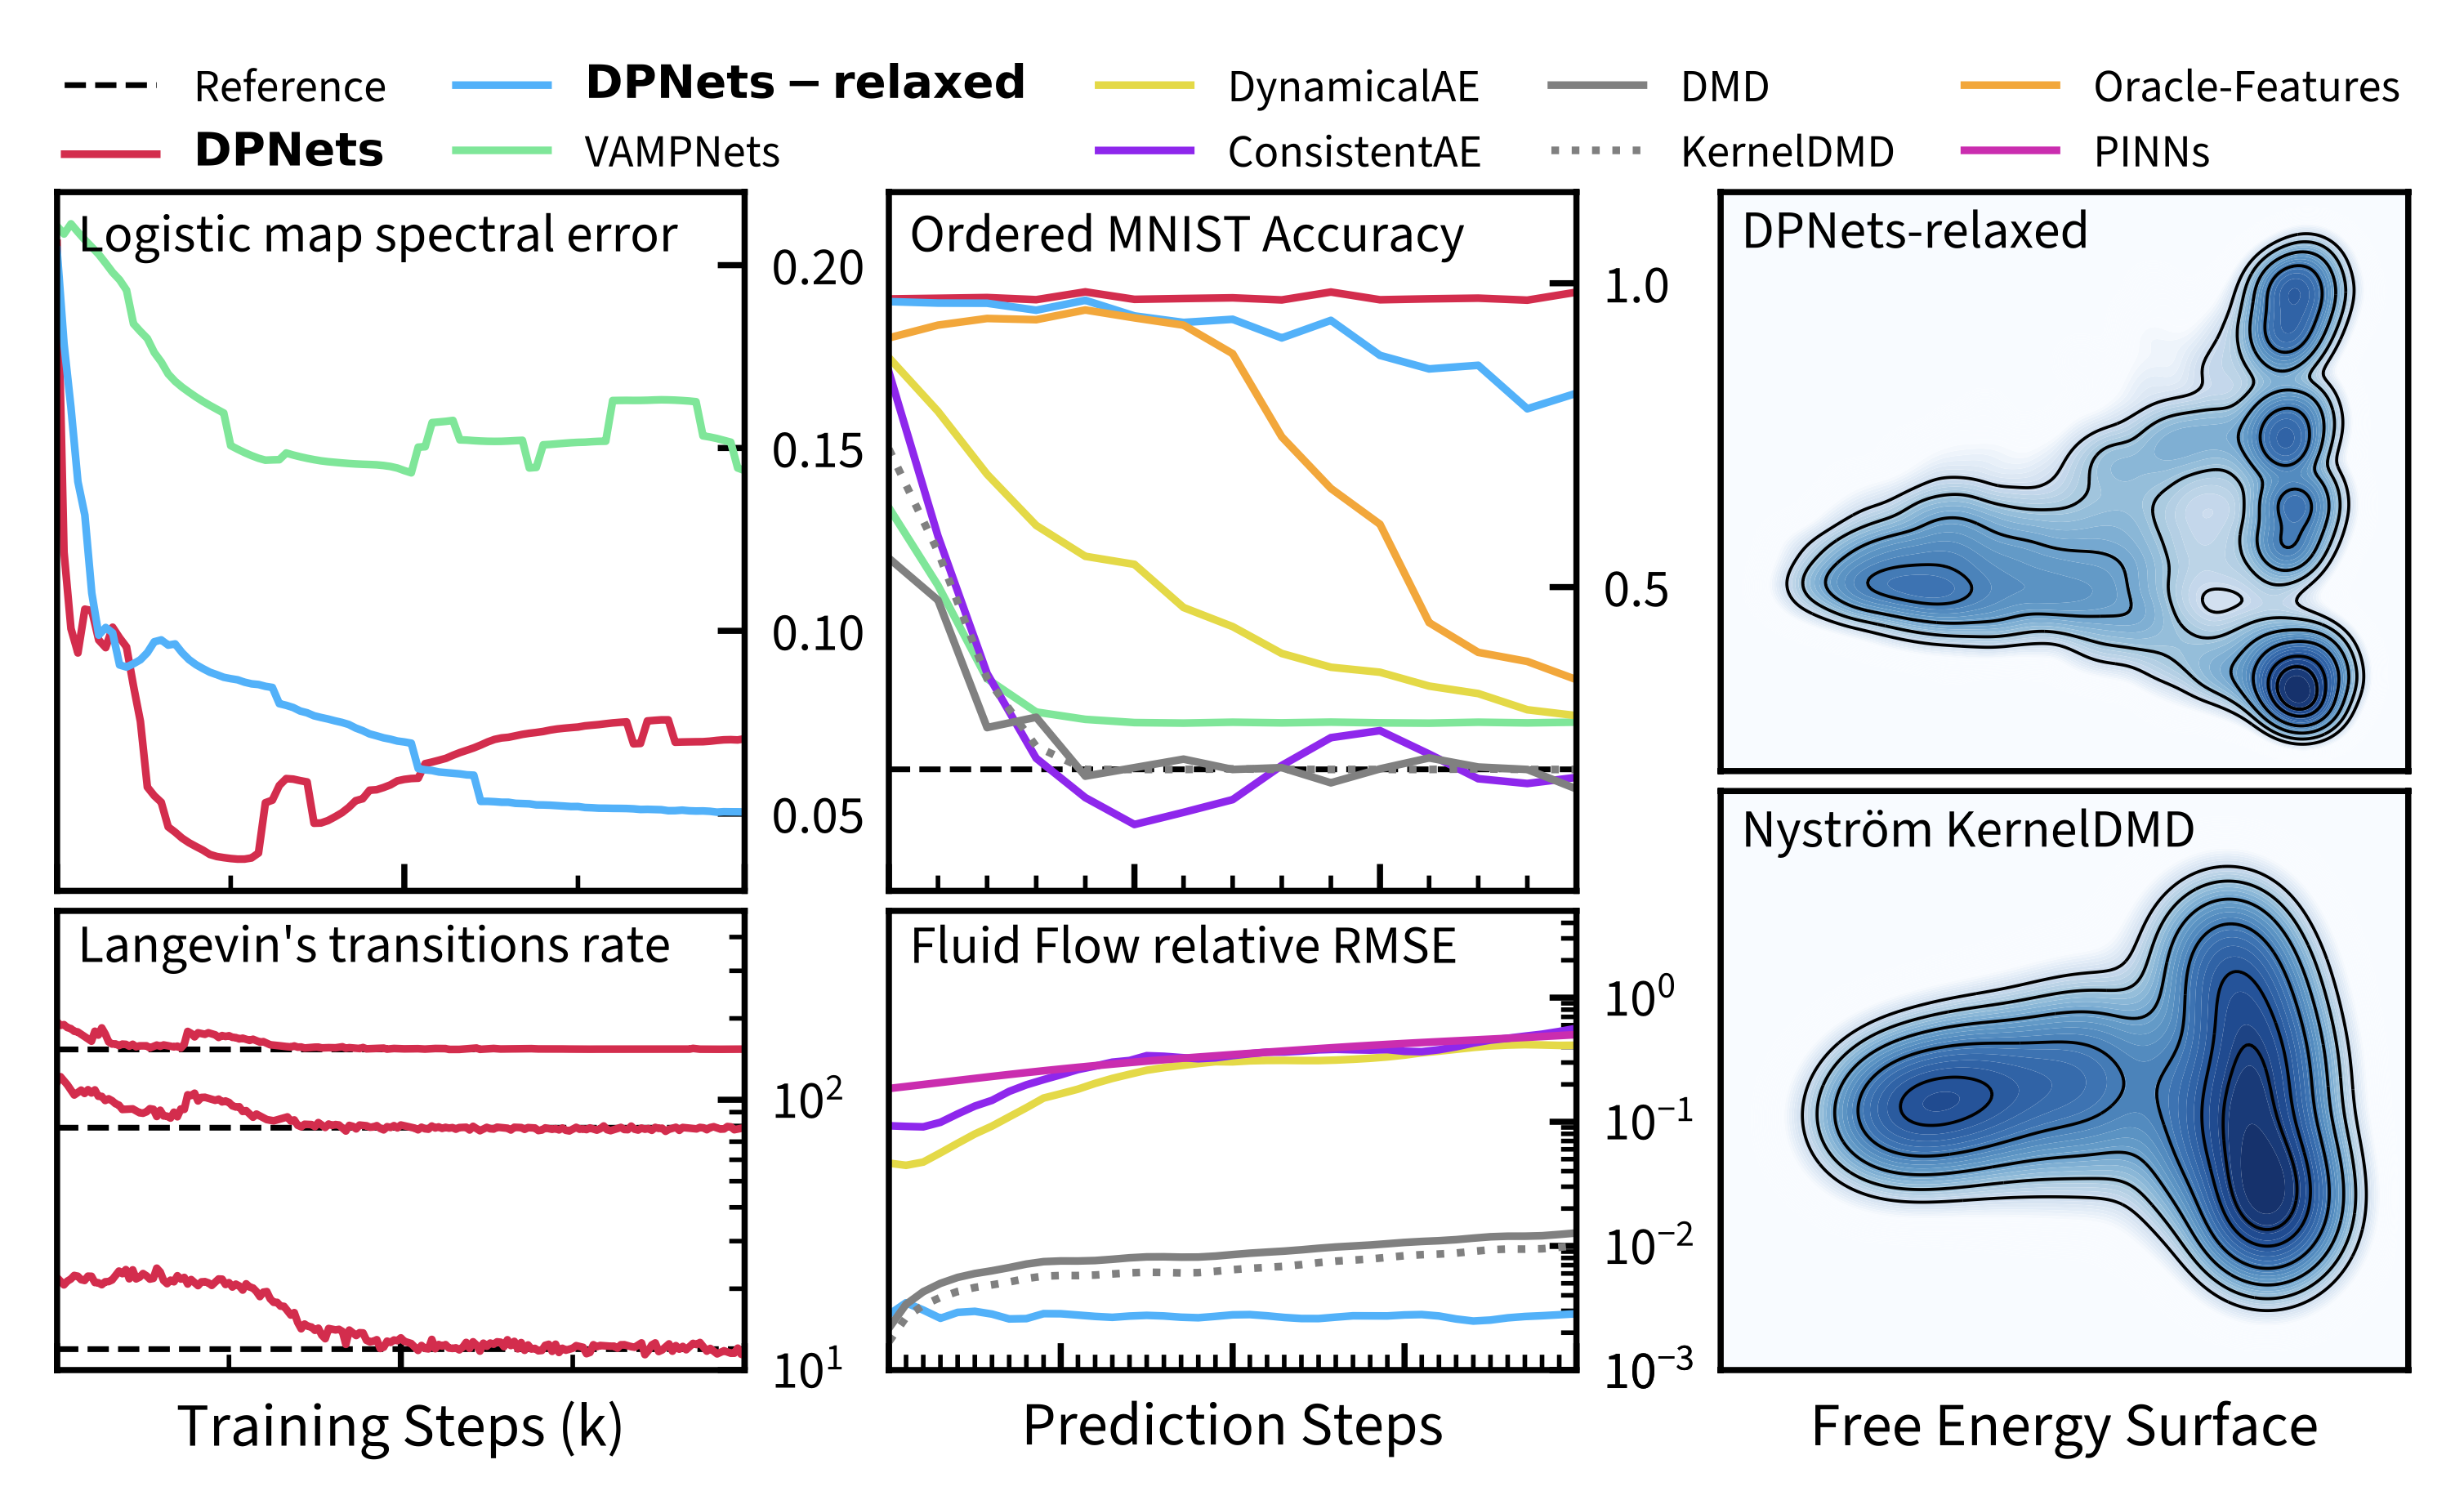 Reference
DPNets
DPNets – relaxed
VAMPNets
DynamicalAE
ConsistentAE
DMD
KernelDMD
Oracle-Features
PINNs
Logistic map spectral error
0.20
0.15
0.10
0.05
Ordered MNIST Accuracy
1.0
0.5
DPNets-relaxed
Nyström KernelDMD
Langevin's transitions rate
10²
10¹
Fluid Flow relative RMSE
10⁰
10⁻¹
10⁻²
10⁻³
Training Steps (k)
Prediction Steps
Free Energy Surface